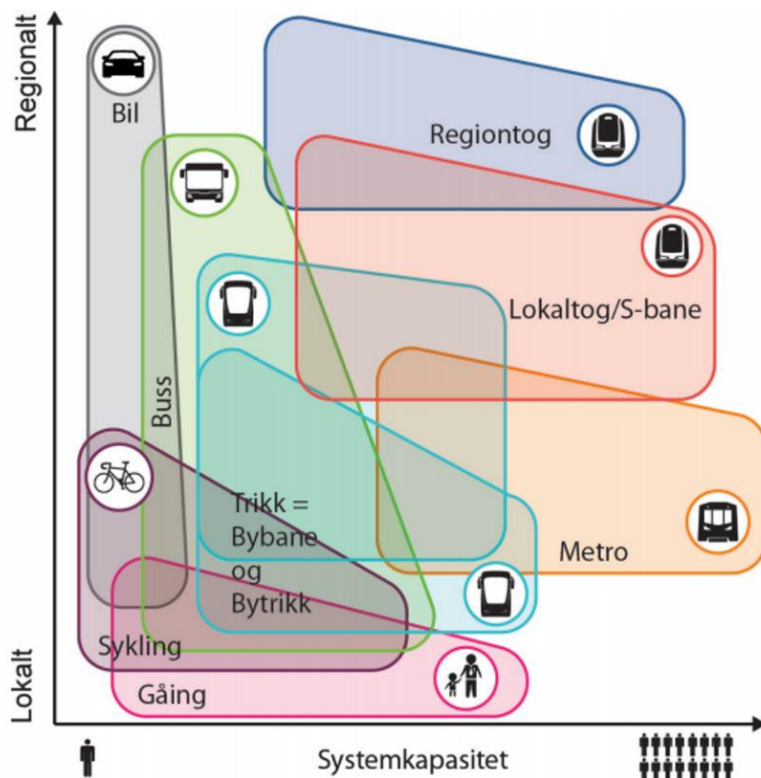 Regionalt
Bil
Regiontog
Lokaltog/S-bane
Buss
Trikk =
Bybane
og
Bytrikk
Metro
Sykling
Gåing
Lokalt
Systemkapasitet